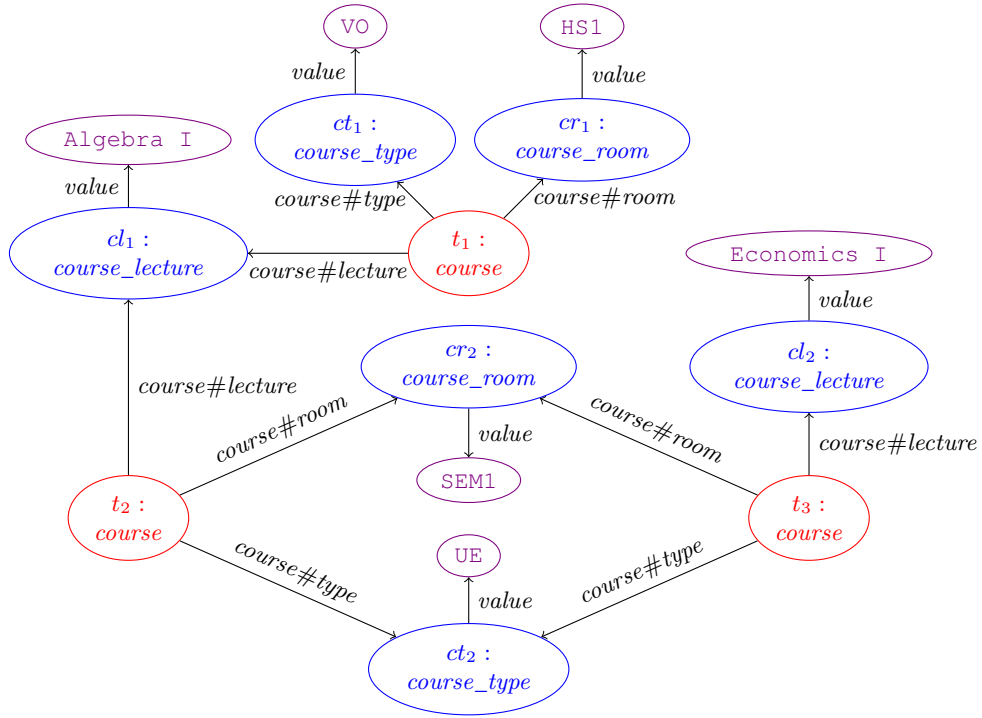 VO
HS1
value
value
ct₁ :
course_type
cr₁ :
course_room
Algebra I
value
course#type
course#room
cl₁ :
course_lecture
t₁ :
course
course#lecture
Economics I
value
cr₂ :
course_room
cl₂ :
course_lecture
course#lecture
course#room
course#room
value
course#lecture
SEM1
t₂ :
course
t₃ :
course
UE
course#type
course#type
value
ct₂ :
course_type